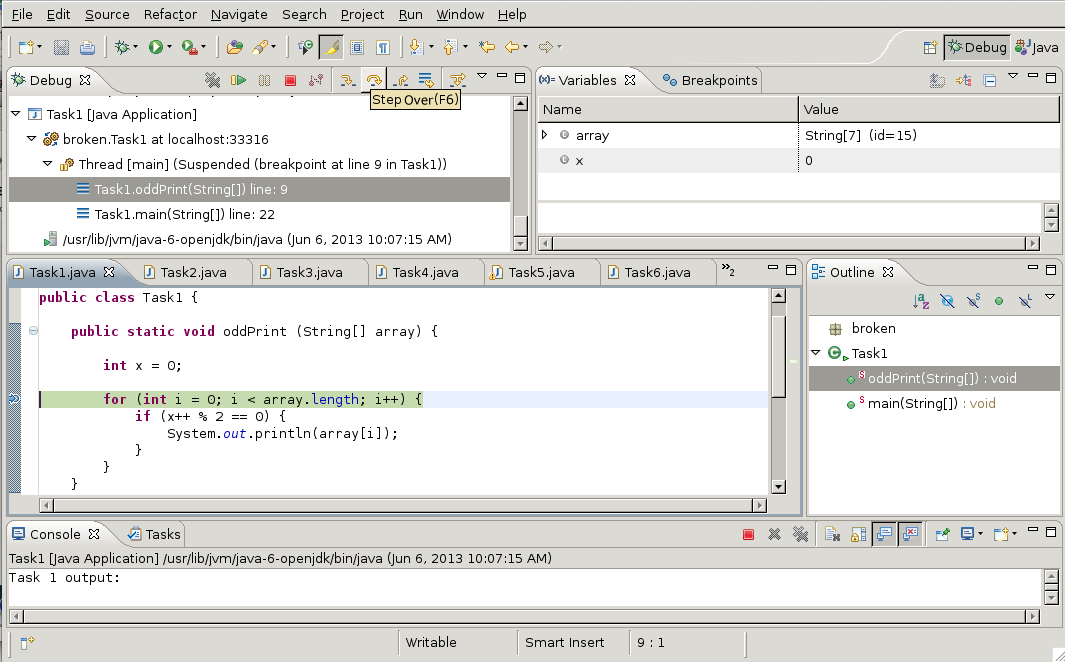 File Edit Source Refactor Navigate Search Project Run Window Help
Debug Java
Debug
Step Over(F6)
Task1 [Java Application]
broken.Task1 at localhost:33316
Thread [main] (Suspended (breakpoint at line 9 in Task1))
Task1.oddPrint(String[]) line: 9
Task1.main(String[]) line: 22
/usr/lib/jvm/java-6-openjdk/bin/java (Jun 6, 2013 10:07:15 AM)
(x)= Variables Breakpoints
Name Value
array String[7] (id=15)
x 0
Task1.java Task2.java Task3.java Task4.java Task5.java Task6.java »2
public class Task1 {
public static void oddPrint (String[] array) {
int x = 0;
for (int i = 0; i < array.length; i++) {
if (x++ % 2 == 0) {
System.out.println(array[i]);
}
}
}
Outline
broken
Task1
oddPrint(String[]) : void
main(String[]) : void
Console Tasks
Task1 [Java Application] /usr/lib/jvm/java-6-openjdk/bin/java (Jun 6, 2013 10:07:15 AM)
Task 1 output:
Writable Smart Insert 9 : 1